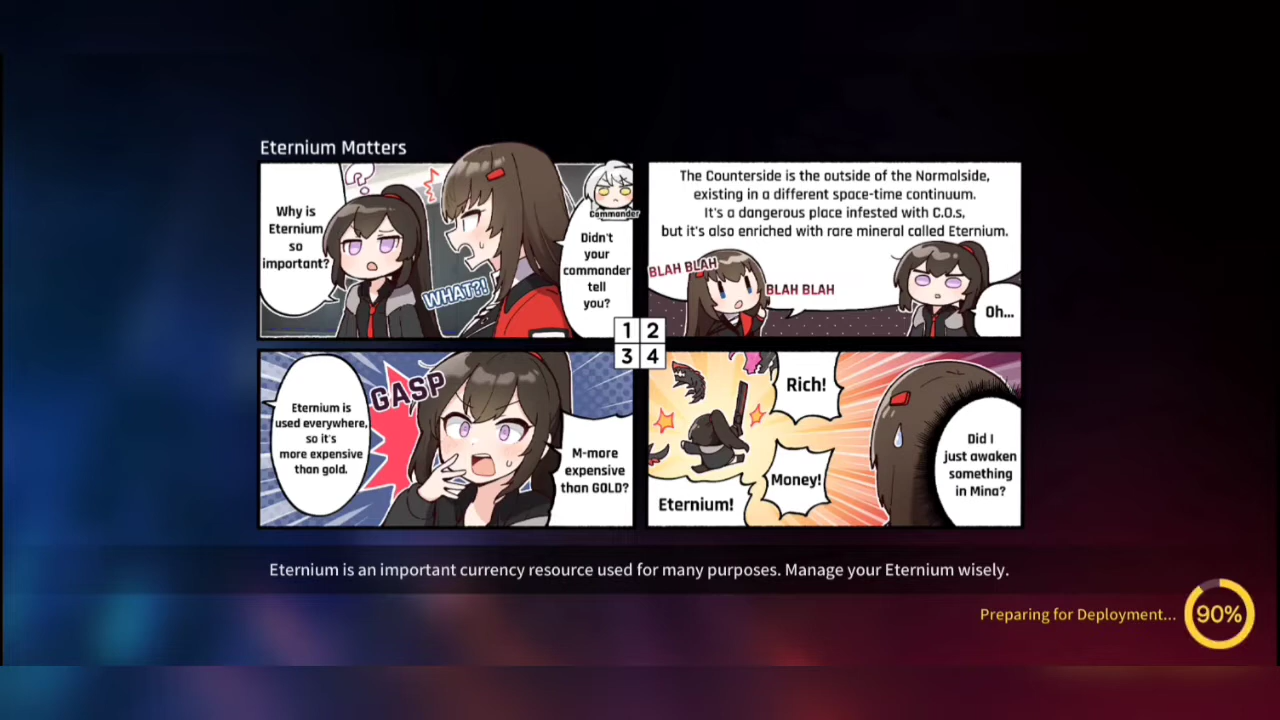 Eternium Matters
?
?
Why is
Eternium
so
important?
WHAT?!
Commander
Didn't
your
commander
tell
you?
The Counterside is the outside of the Normalside,
existing in a different space-time continuum.
It's a dangerous place infested with C.O.s,
but it's also enriched with rare mineral called Eternium.
BLAH BLAH
BLAH BLAH
Oh...
1 2
3 4
Eternium is
used everywhere,
so it's
more expensive
than gold.
GASP
M-more
expensive
than GOLD?
Rich!
Money!
Eternium!
Did I
just awaken
something
in Mina?
Eternium is an important currency resource used for many purposes. Manage your Eternium wisely.
Preparing for Deployment...
90%